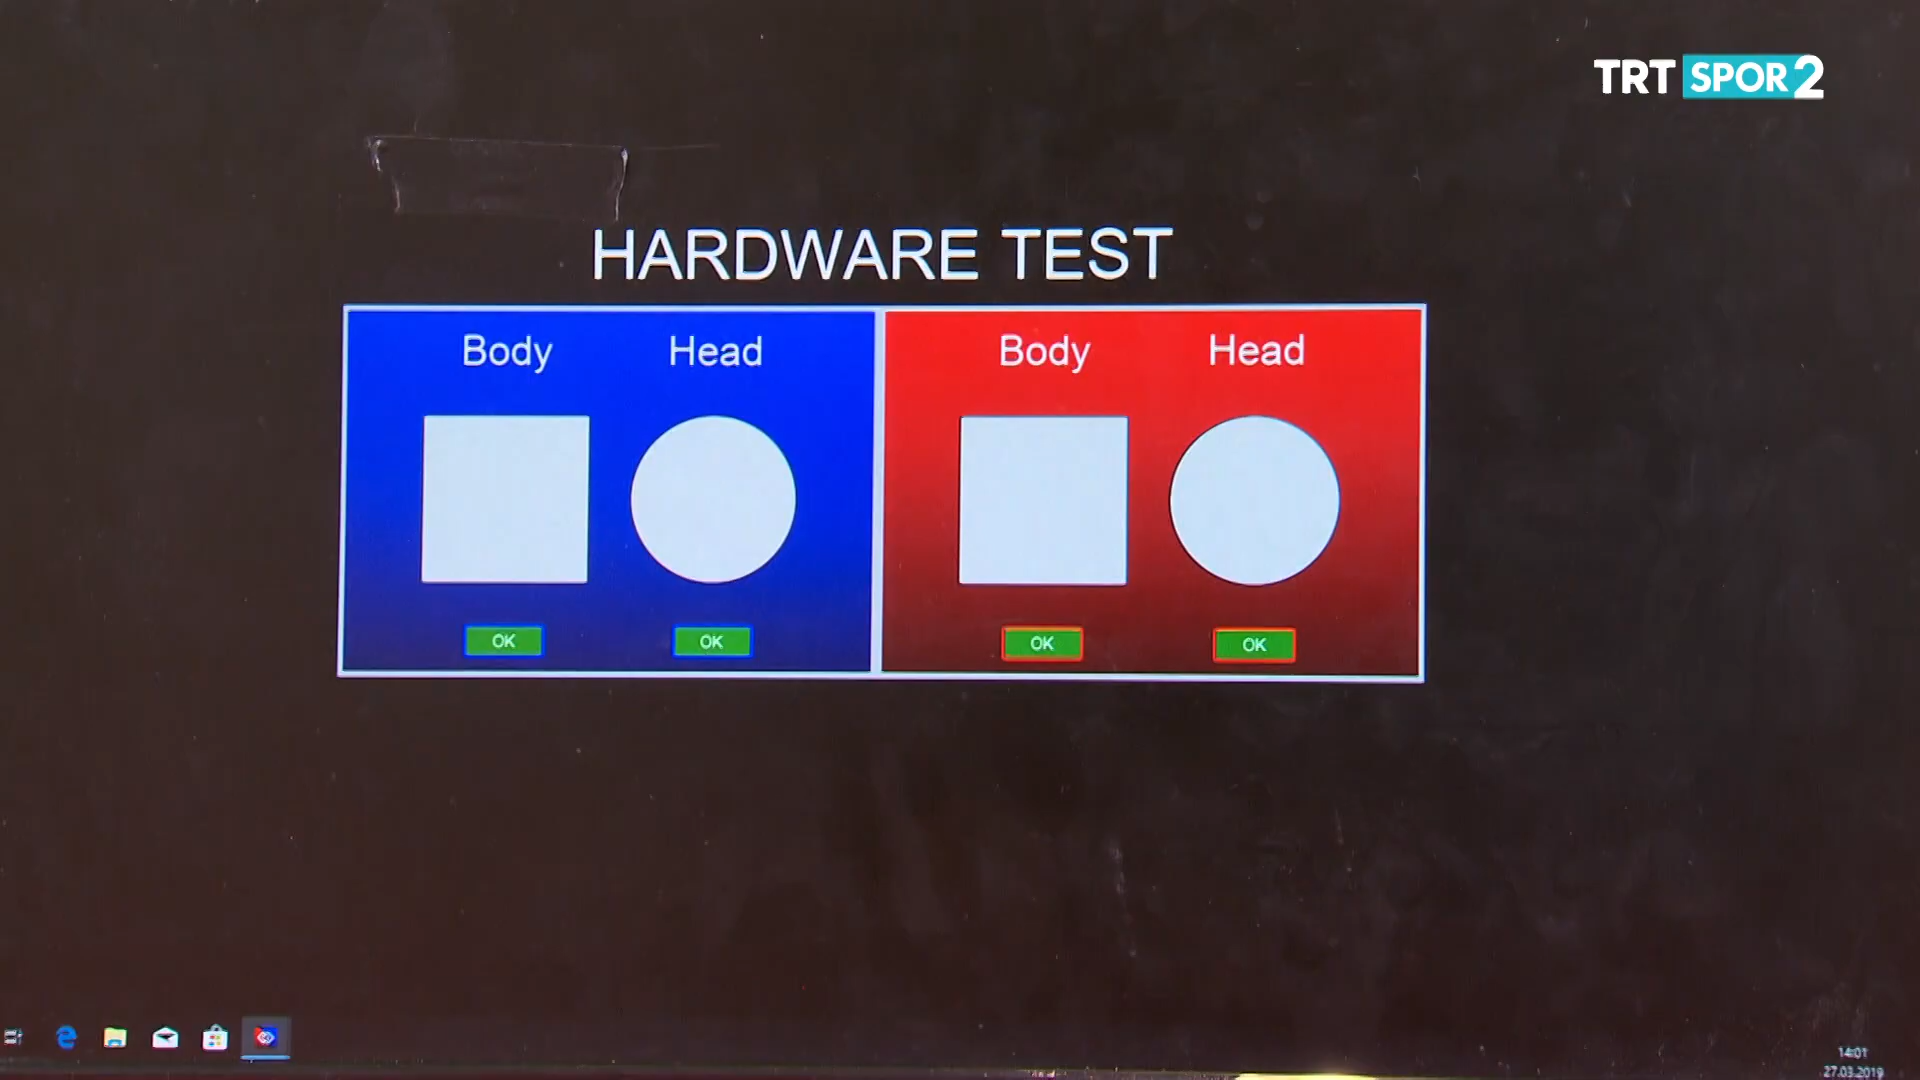 TRT SPOR2
HARDWARE TEST
Body Head Body Head
OK OK OK OK
14:01
27.03.2019